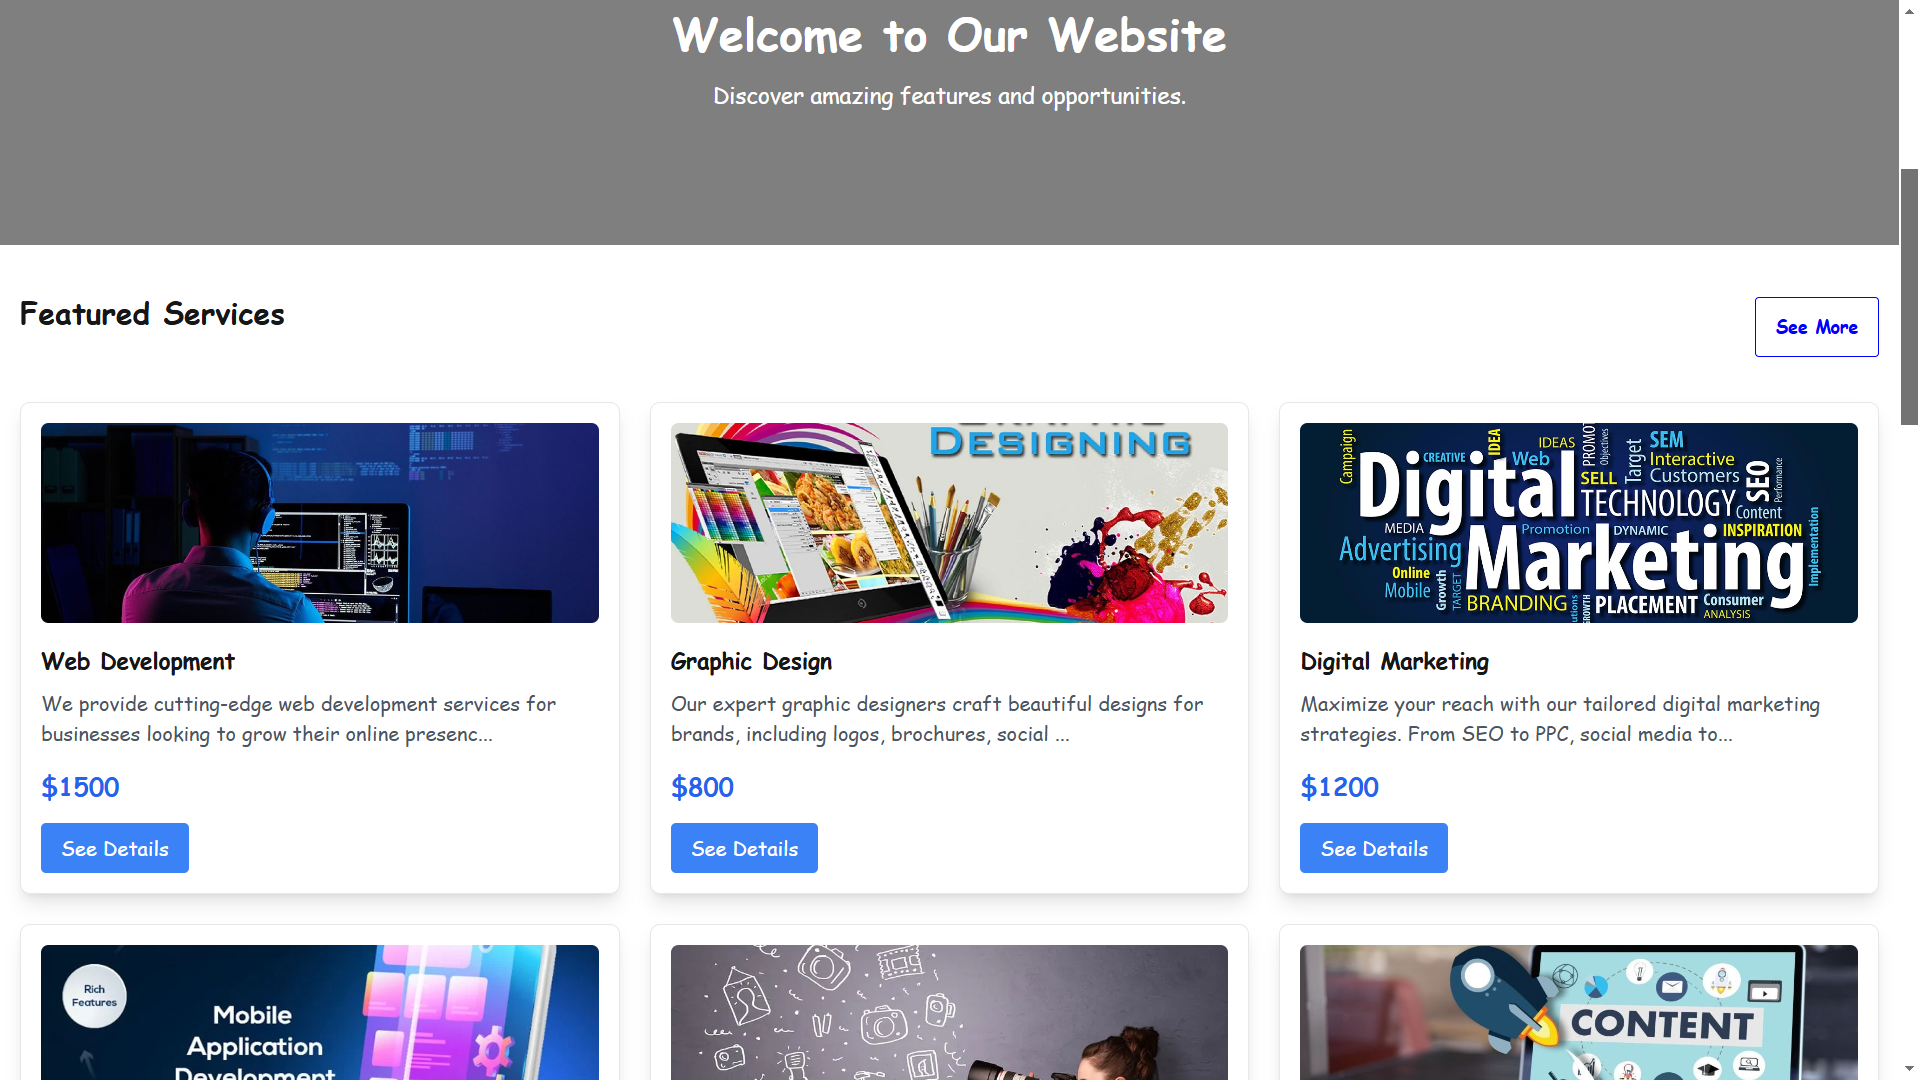 Welcome to Our Website
Discover amazing features and opportunities.
Featured Services
See More
DESIGNING
Campaign
CREATIVE
IDEA
IDEAS
Web
PROMO
Objectives
Target
SEM
Interactive
Customers
SELL
Digital
TECHNOLOGY
SEO
Performance
Content
MEDIA
Promotion
DYNAMIC
INSPIRATION
Advertising
Marketing
Implementation
Online
Mobile
Growth
TARGET
BRANDING
PLACEMENT
Consumer
ANALYSIS
Web Development
We provide cutting-edge web development services for
businesses looking to grow their online presenc...
$1500
See Details
Graphic Design
Our expert graphic designers craft beautiful designs for
brands, including logos, brochures, social ...
$800
See Details
Digital Marketing
Maximize your reach with our tailored digital marketing
strategies. From SEO to PPC, social media to...
$1200
See Details
Rich
Features
Mobile
Application
Development
CONTENT